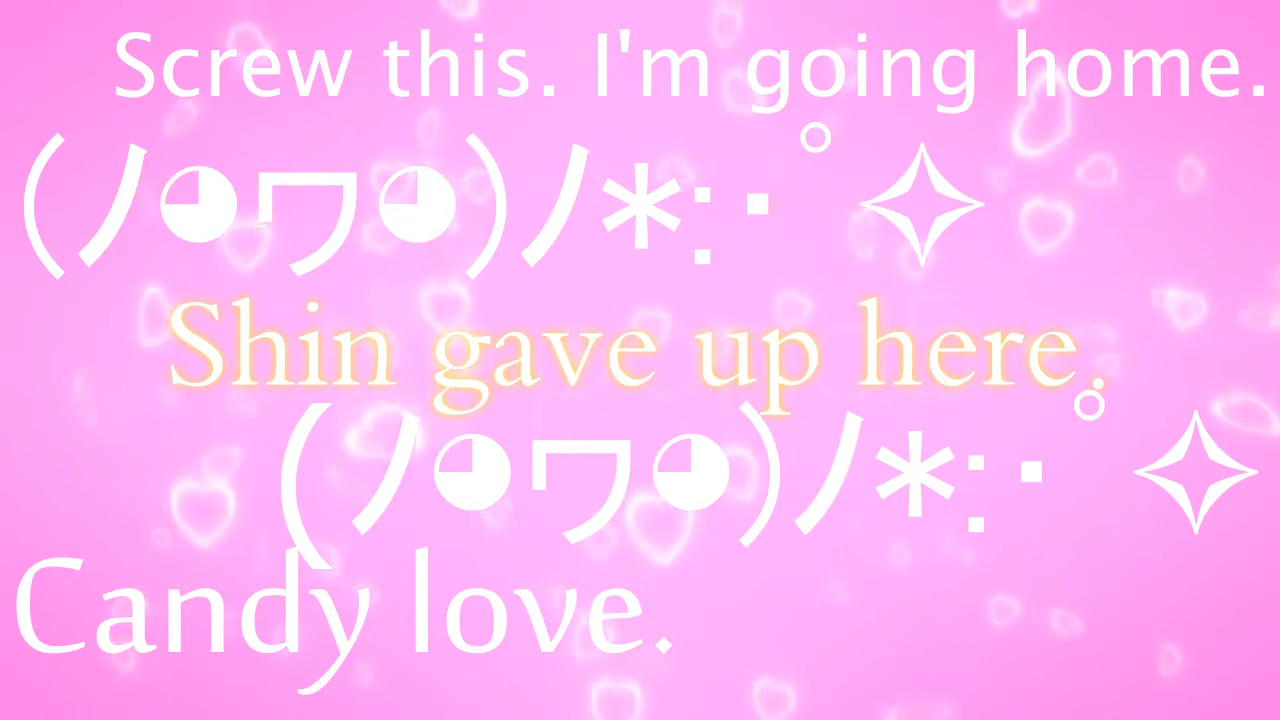 Screw this. I'm going home.
(ノ◕ヮ◕)ノ*:・゚✧
Shin gave up here.
(ノ◕ヮ◕)ノ*:・゚✧
Candy love.